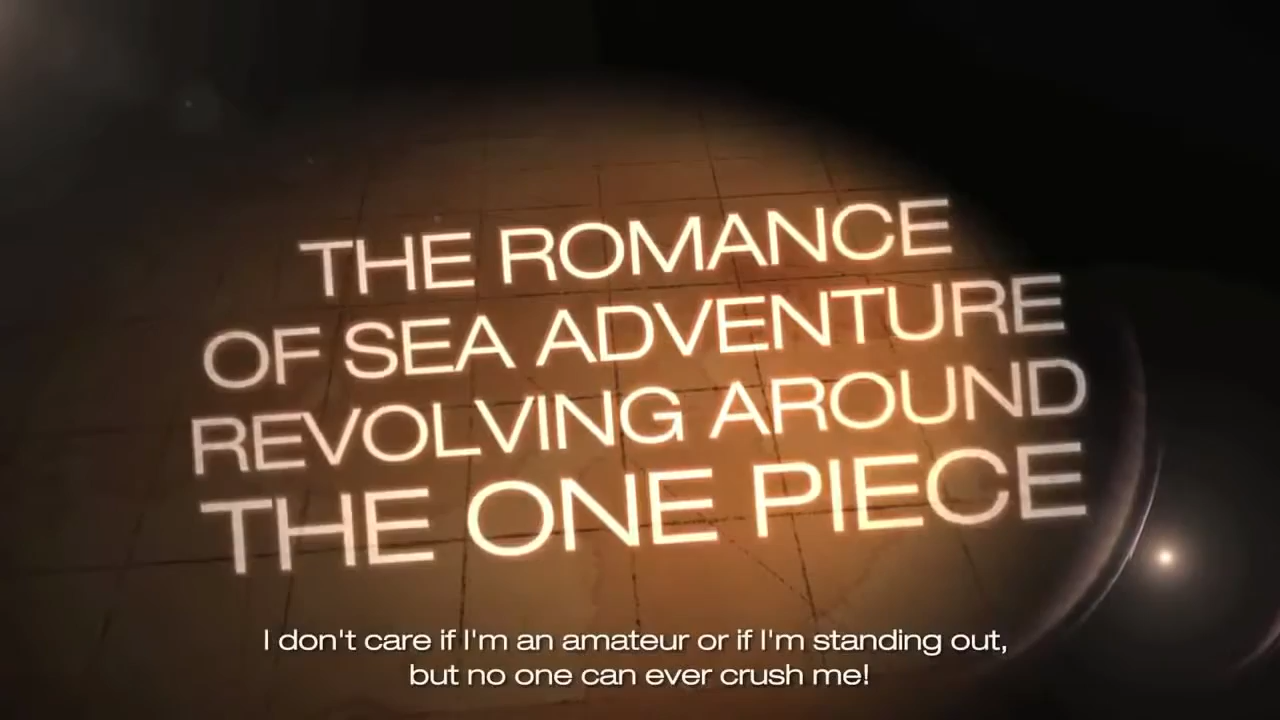 THE ROMANCE
OF SEA ADVENTURE
REVOLVING AROUND
THE ONE PIECE
I don't care if I'm an amateur or if I'm standing out,
but no one can ever crush me!